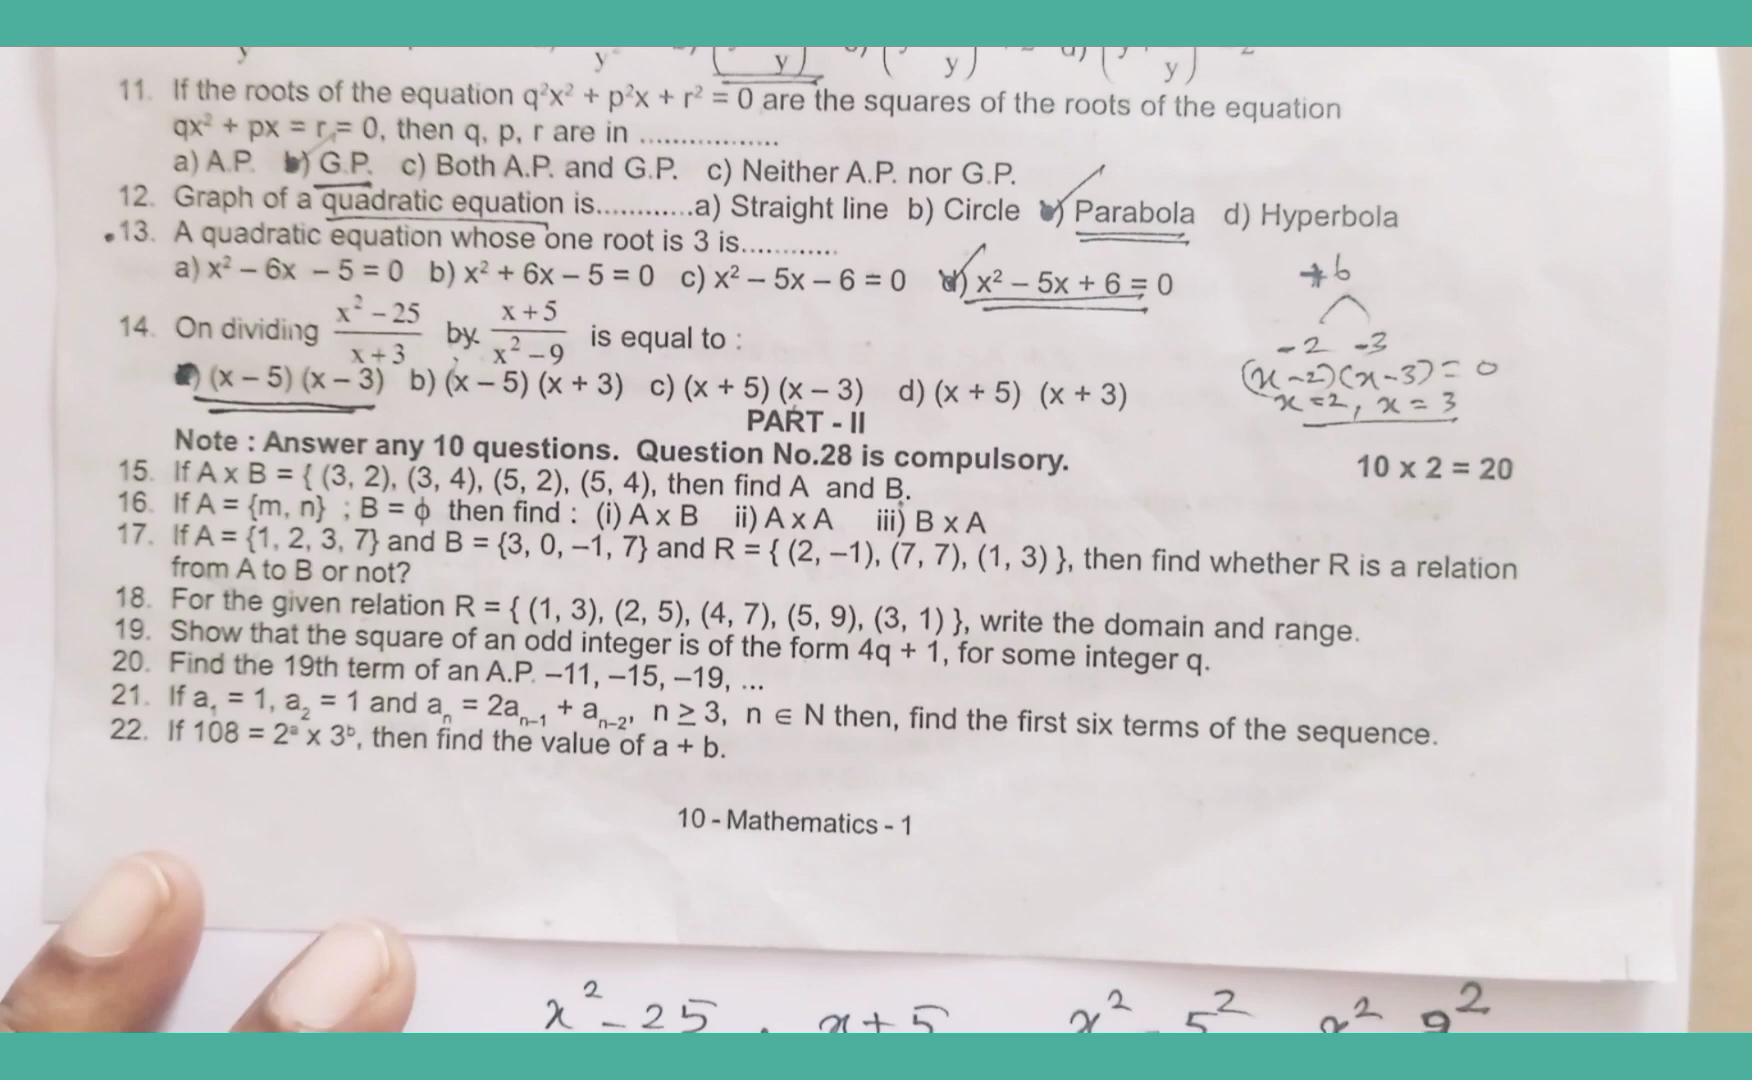 11. If the roots of the equation q²x² + p²x + r² = 0 are the squares of the roots of the equation
qx² + px = r = 0, then q, p, r are in ................
a) A.P. b) G.P. c) Both A.P. and G.P. c) Neither A.P. nor G.P.
12. Graph of a quadratic equation is............a) Straight line b) Circle c) Parabola d) Hyperbola
13. A quadratic equation whose one root is 3 is............
a) x² – 6x – 5 = 0 b) x² + 6x – 5 = 0 c) x² – 5x – 6 = 0 d) x² – 5x + 6 = 0
+6
-2 -3
(x-2)(x-3) = 0
x=2, x = 3
14. On dividing (x² – 25)/(x + 3) by (x + 5)/(x² – 9) is equal to :
a) (x – 5) (x – 3) b) (x – 5) (x + 3) c) (x + 5) (x – 3) d) (x + 5) (x + 3)
PART - II
Note : Answer any 10 questions. Question No.28 is compulsory.
10 x 2 = 20
15. If A x B = { (3, 2), (3, 4), (5, 2), (5, 4), then find A and B.
16. If A = {m, n} ; B = ϕ then find : (i) A x B ii) A x A iii) B x A
17. If A = {1, 2, 3, 7} and B = {3, 0, –1, 7} and R = { (2, –1), (7, 7), (1, 3) }, then find whether R is a relation
from A to B or not?
18. For the given relation R = { (1, 3), (2, 5), (4, 7), (5, 9), (3, 1) }, write the domain and range.
19. Show that the square of an odd integer is of the form 4q + 1, for some integer q.
20. Find the 19th term of an A.P. –11, –15, –19, ...
21. If a₁ = 1, a₂ = 1 and aₙ = 2aₙ₋₁ + aₙ₋₂, n ≥ 3, n ∈ N then, find the first six terms of the sequence.
22. If 108 = 2ᵃ x 3ᵇ, then find the value of a + b.
10 - Mathematics - 1
x² - 25 x + 5 x² - 5²